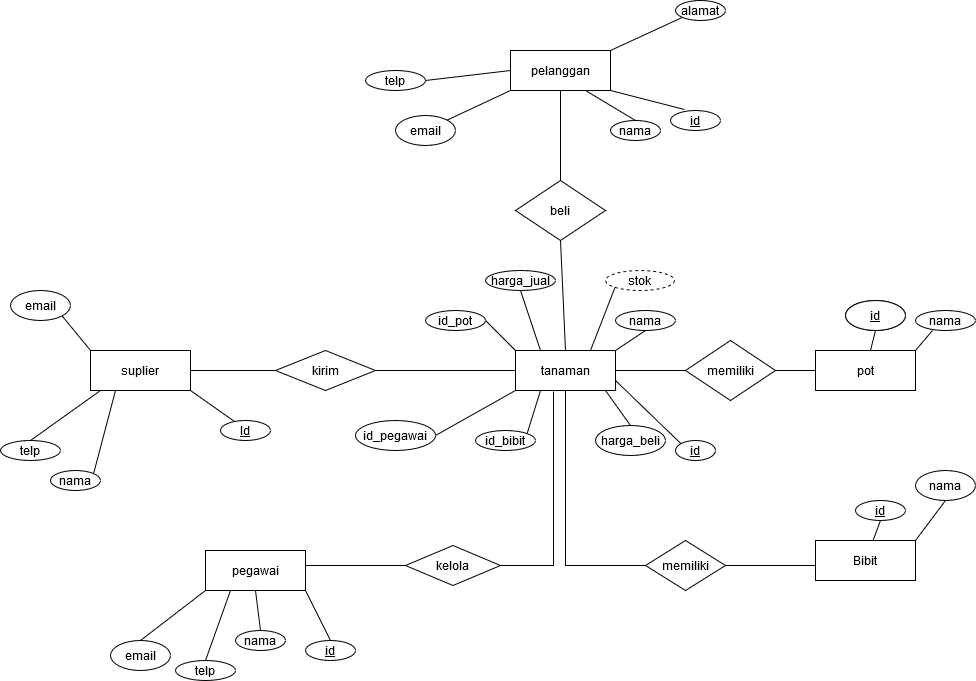 alamat
pelanggan
telp
email
nama
id
beli
harga_jual
stok
email
id_pot
nama
id
nama
suplier
kirim
tanaman
memiliki
pot
Id
id_pegawai
id_bibit
harga_beli
id
telp
nama
nama
id
pegawai
kelola
memiliki
Bibit
email
telp
nama
id